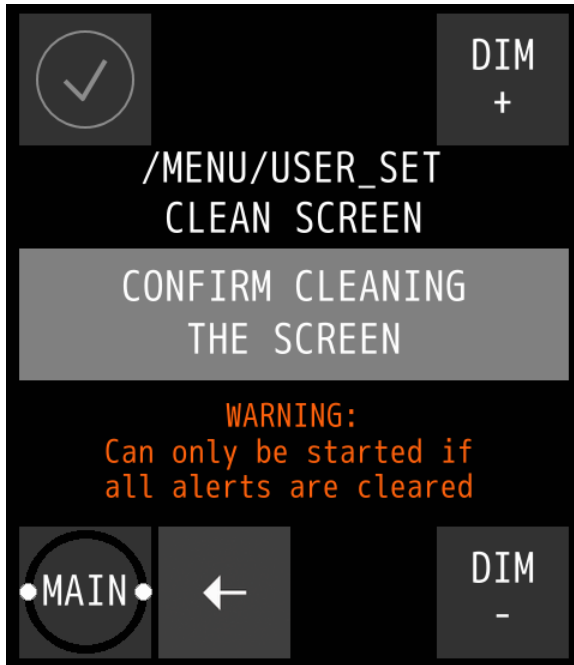 DIM
+
/MENU/USER_SET
CLEAN SCREEN
CONFIRM CLEANING
THE SCREEN
WARNING:
Can only be started if
all alerts are cleared
MAIN
←
DIM
-